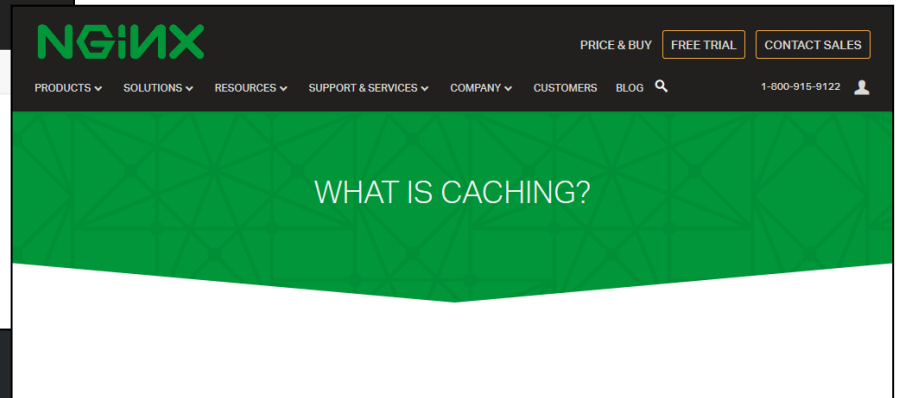 NGINX
PRICE & BUY FREE TRIAL CONTACT SALES
PRODUCTS SOLUTIONS RESOURCES SUPPORT & SERVICES COMPANY CUSTOMERS BLOG 1-800-915-9122
WHAT IS CACHING?